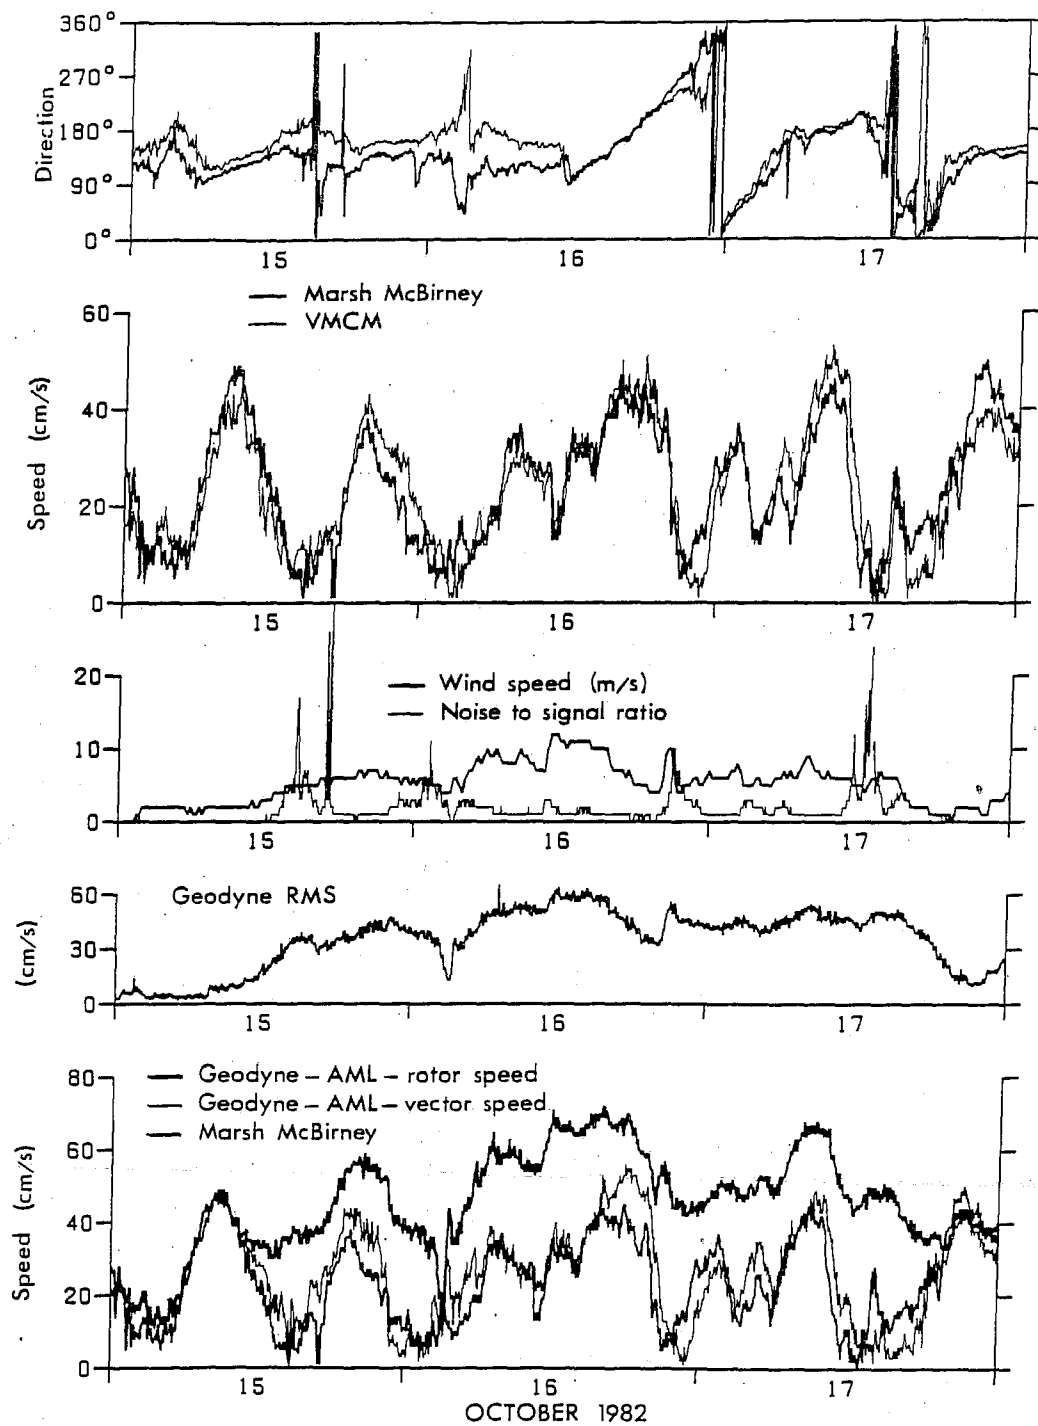 360°
270°
180°
90°
0°
Direction
15 16 17
Marsh McBirney
VMCM
60
40
20
0
Speed (cm/s)
15 16 17
20
10
0
Wind speed (m/s)
Noise to signal ratio
15 16 17
Geodyne RMS
60
30
0
(cm/s)
15 16 17
80
60
40
20
0
Speed (cm/s)
Geodyne – AML – rotor speed
Geodyne – AML – vector speed
Marsh McBirney
15 16 17
OCTOBER 1982